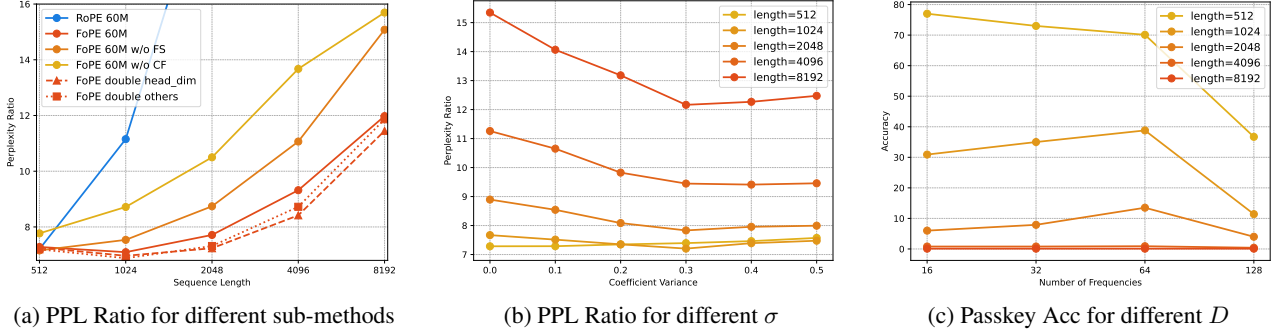 16
14
12
10
8
Perplexity Ratio
RoPE 60M
FoPE 60M
FoPE 60M w/o FS
FoPE 60M w/o CF
FoPE double head_dim
FoPE double others
512
1024
2048
4096
8192
Sequence Length
(a) PPL Ratio for different sub-methods
15
14
13
12
11
10
9
8
7
Perplexity Ratio
length=512
length=1024
length=2048
length=4096
length=8192
0.0
0.1
0.2
0.3
0.4
0.5
Coefficient Variance
(b) PPL Ratio for different σ
80
70
60
50
40
30
20
10
0
Accuracy
length=512
length=1024
length=2048
length=4096
length=8192
16
32
64
128
Number of Frequencies
(c) Passkey Acc for different D